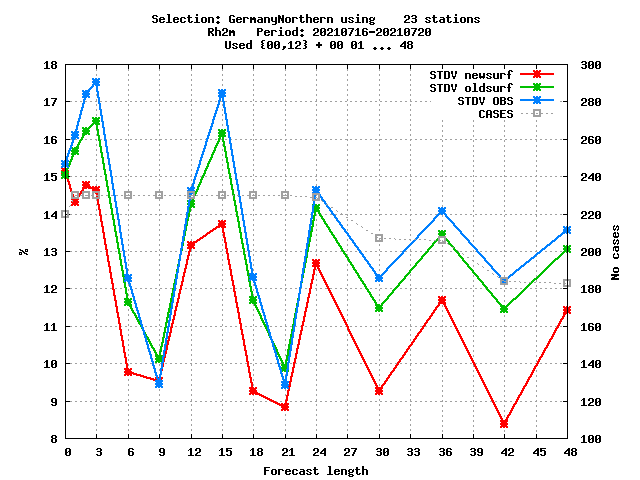 Selection: GermanyNorthern using    23 stations
Rh2m   Period: 20210716-20210720
Used {00,12} + 00 01 ... 48
STDV newsurf
STDV oldsurf
STDV OBS
CASES
18
17
16
15
14
13
12
11
10
9
8
%
300
280
260
240
220
200
180
160
140
120
100
No cases
0 3 6 9 12 15 18 21 24 27 30 33 36 39 42 45 48
Forecast length